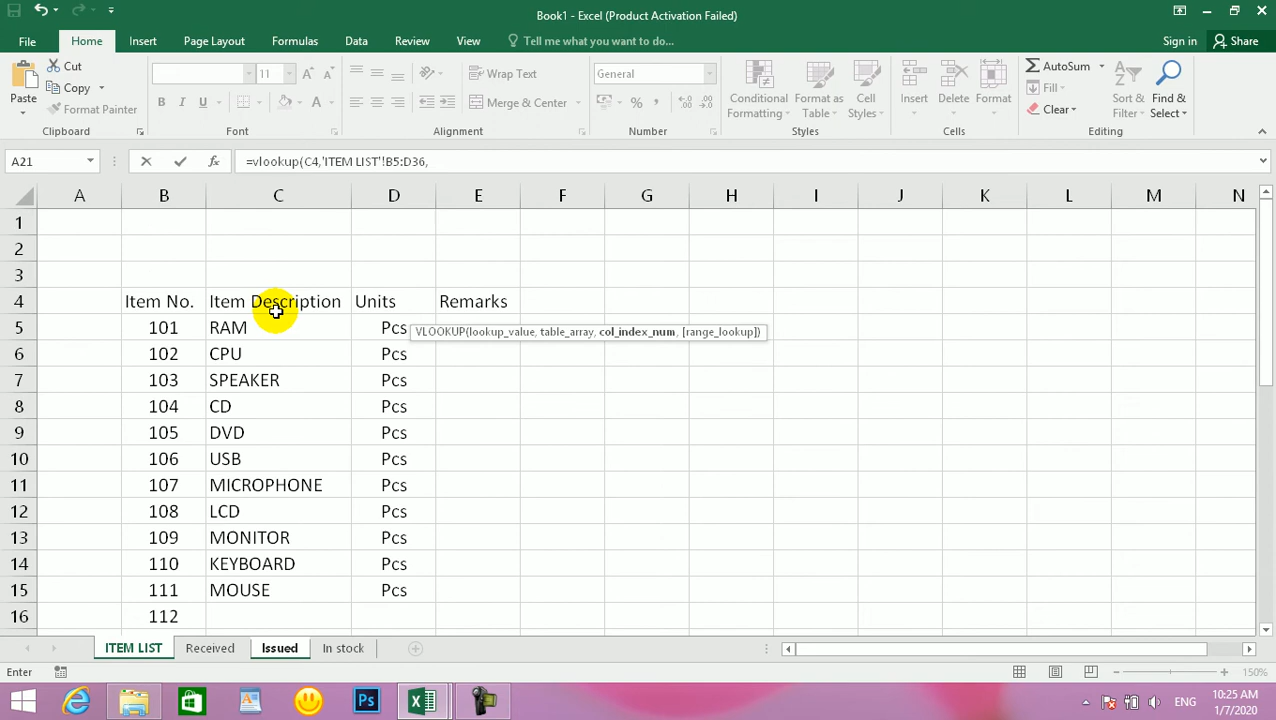 Book1 - Excel (Product Activation Failed)
File Home Insert Page Layout Formulas Data Review View Tell me what you want to do... Sign in Share
Paste Cut Copy Format Painter Clipboard
11 B I U A A A Font
Wrap Text Merge & Center Alignment
General % , Number
Conditional Formatting Format as Table Cell Styles Styles
Insert Delete Format Cells
AutoSum Fill Clear Sort & Filter Find & Select Editing
A21 fx =vlookup(C4,'ITEM LIST'!B5:D36,
A B C D E F G H I J K L M N
1
2
3
4 Item No. Item Description Units Remarks
5 101 RAM Pcs
VLOOKUP(lookup_value, table_array, col_index_num, [range_lookup])
6 102 CPU Pcs
7 103 SPEAKER Pcs
8 104 CD Pcs
9 105 DVD Pcs
10 106 USB Pcs
11 107 MICROPHONE Pcs
12 108 LCD Pcs
13 109 MONITOR Pcs
14 110 KEYBOARD Pcs
15 111 MOUSE Pcs
16 112
ITEM LIST Received Issued In stock
Enter 150%
Ps ENG 10:25 AM
1/7/2020